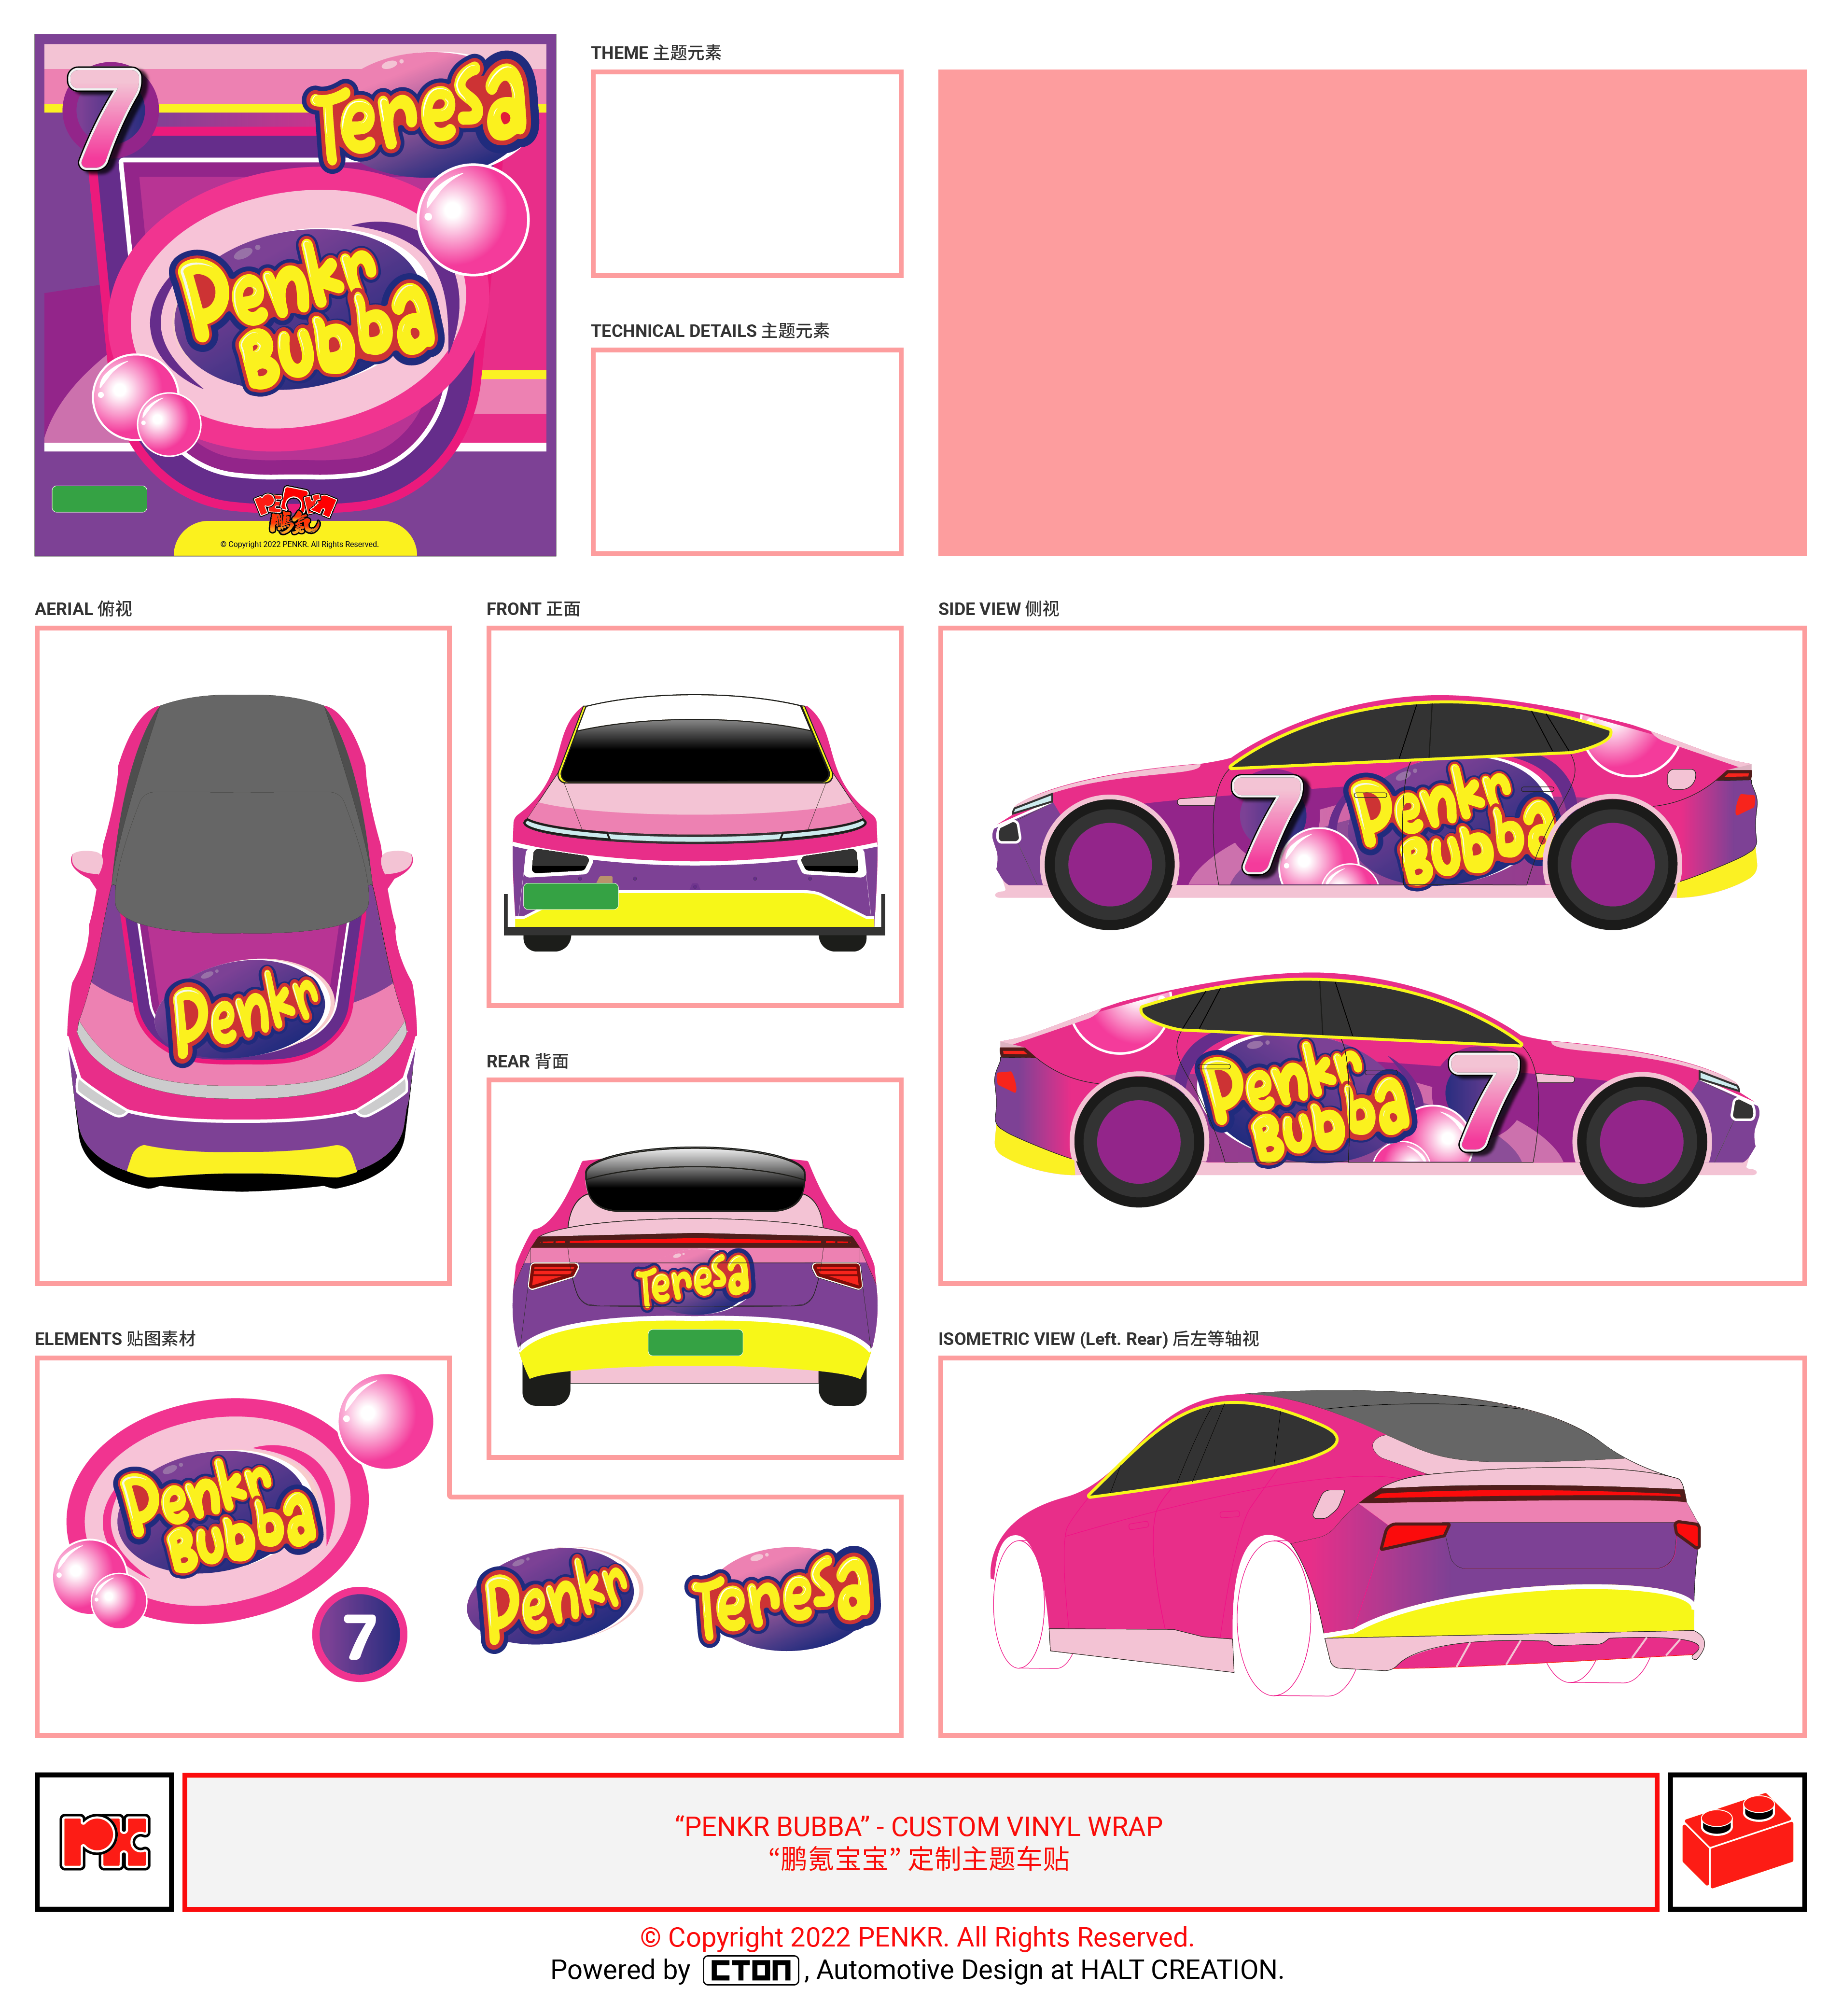 7
Teresa
Penkr
Bubba
PENKR
鵬氪
© Copyright 2022 PENKR. All Rights Reserved.
THEME 主题元素
TECHNICAL DETAILS 主题元素
AERIAL 俯视
Penkr
FRONT 正面
SIDE VIEW 侧视
7
Penkr
Bubba
Penkr
Bubba
7
REAR 背面
Teresa
ELEMENTS 贴图素材
Penkr
Bubba
7
Penkr
Teresa
ISOMETRIC VIEW (Left. Rear) 后左等轴视
“PENKR BUBBA” - CUSTOM VINYL WRAP
“鹏氪宝宝” 定制主题车贴
© Copyright 2022 PENKR. All Rights Reserved.
Powered by CTON, Automotive Design at HALT CREATION.